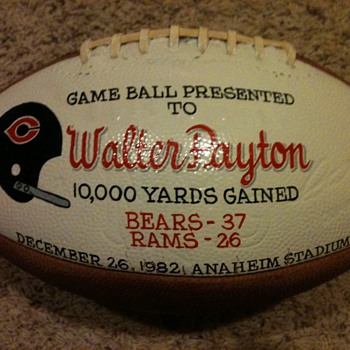 GAME BALL PRESENTED
TO
Walter Payton
10,000 YARDS GAINED
BEARS - 37
RAMS - 26
DECEMBER 26, 1982, ANAHEIM STADIUM
C